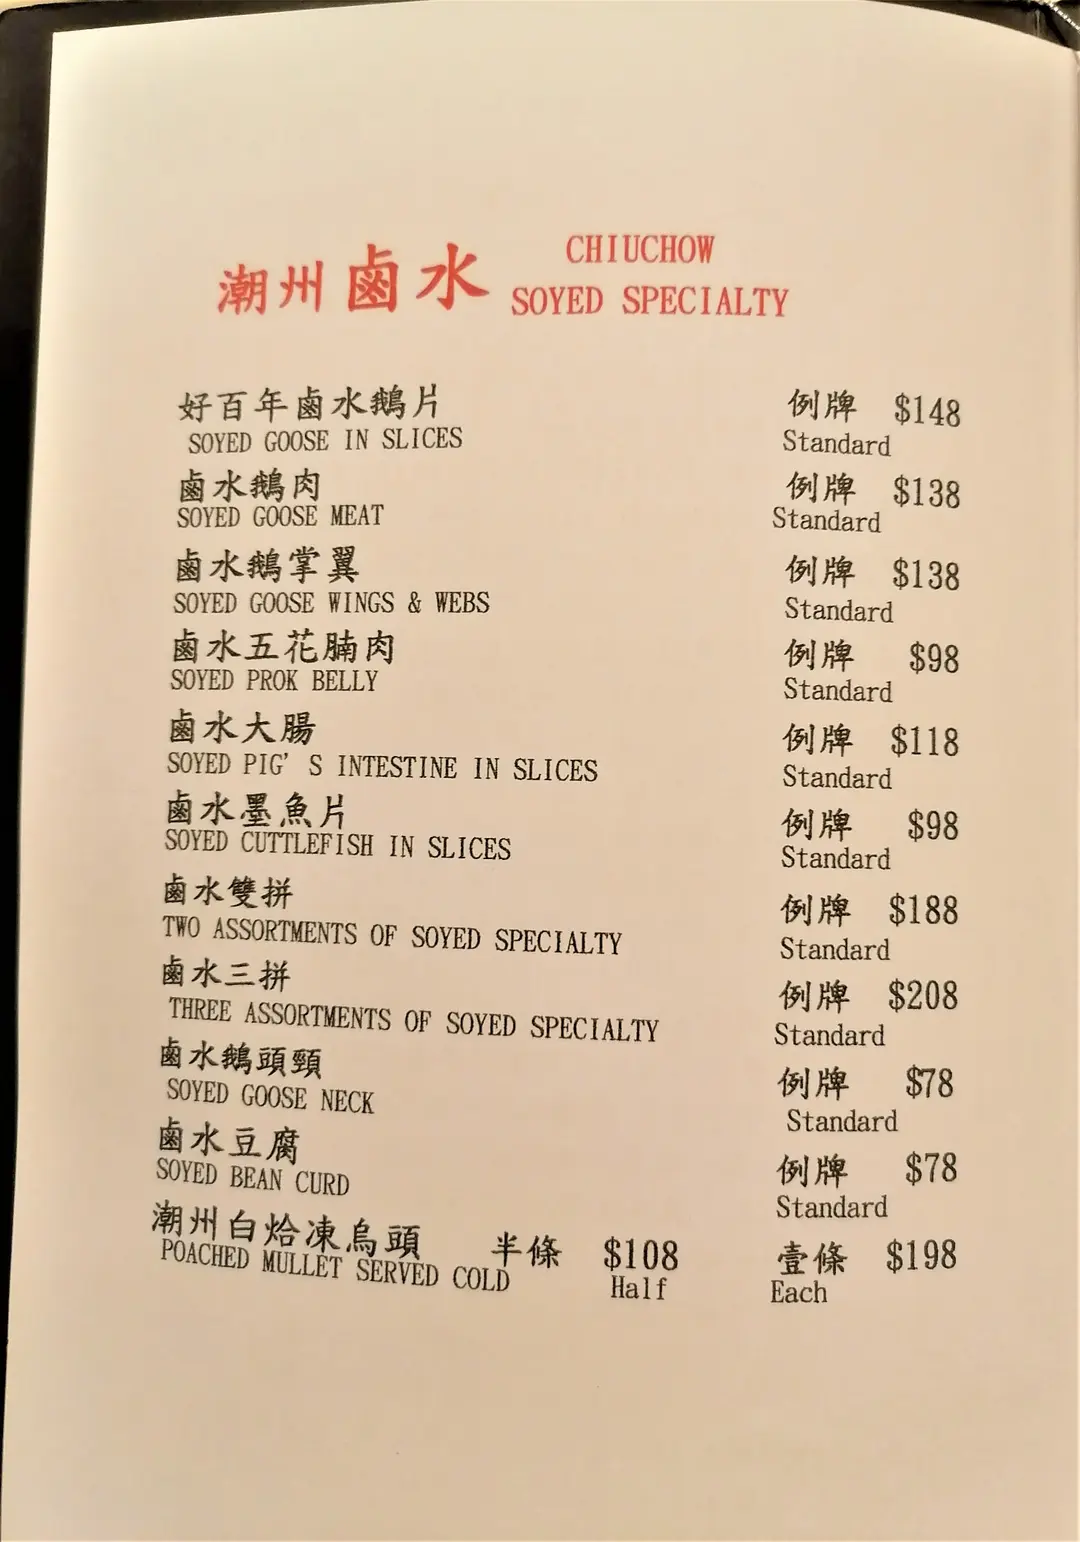 潮州鹵水 CHIUCHOW
SOYED SPECIALTY
好百年鹵水鵝片 例牌 $148
SOYED GOOSE IN SLICES Standard
鹵水鵝肉 例牌 $138
SOYED GOOSE MEAT Standard
鹵水鵝掌翼 例牌 $138
SOYED GOOSE WINGS & WEBS Standard
鹵水五花腩肉 例牌 $98
SOYED PROK BELLY Standard
鹵水大腸 例牌 $118
SOYED PIG'S INTESTINE IN SLICES Standard
鹵水墨魚片 例牌 $98
SOYED CUTTLEFISH IN SLICES Standard
鹵水雙拼 例牌 $188
TWO ASSORTMENTS OF SOYED SPECIALTY Standard
鹵水三拼 例牌 $208
THREE ASSORTMENTS OF SOYED SPECIALTY Standard
鹵水鵝頭頸 例牌 $78
SOYED GOOSE NECK Standard
鹵水豆腐 例牌 $78
SOYED BEAN CURD Standard
潮州白烚凍烏頭 半條 $108 壹條 $198
POACHED MULLET SERVED COLD Half Each